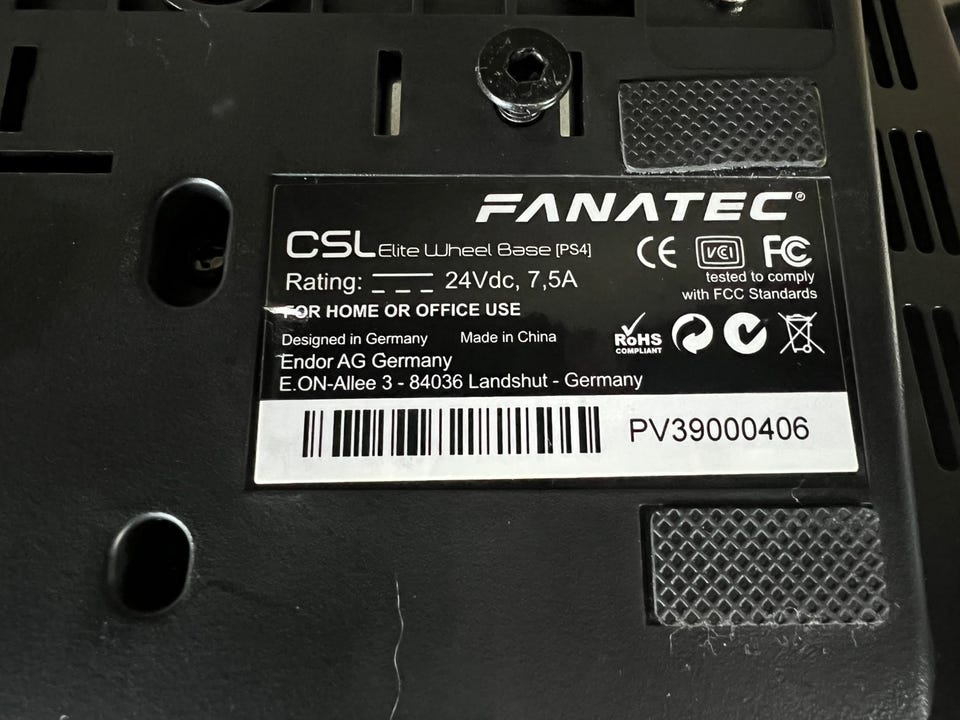 FANATEC®
CSL Elite Wheel Base [PS4]
CE VCCI FC
Rating: 24Vdc, 7,5A
tested to comply
with FCC Standards
FOR HOME OR OFFICE USE
Designed in Germany Made in China
RoHS
COMPLIANT
Endor AG Germany
E.ON-Allee 3 - 84036 Landshut - Germany
PV39000406